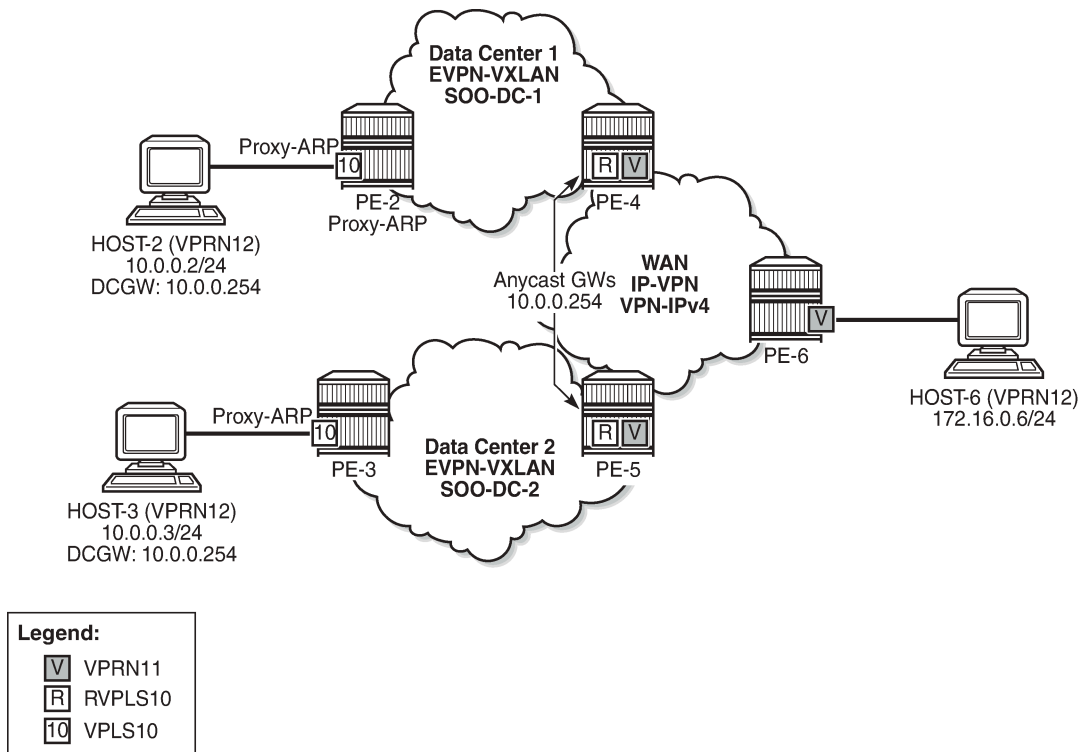 Data Center 1
EVPN-VXLAN
SOO-DC-1
Proxy-ARP
10
PE-2
Proxy-ARP
R V
PE-4
HOST-2 (VPRN12)
10.0.0.2/24
DCGW: 10.0.0.254
Anycast GWs
10.0.0.254
WAN
IP-VPN
VPN-IPv4
V
PE-6
HOST-6 (VPRN12)
172.16.0.6/24
Proxy-ARP
10
PE-3
Data Center 2
EVPN-VXLAN
SOO-DC-2
R V
PE-5
HOST-3 (VPRN12)
10.0.0.3/24
DCGW: 10.0.0.254
Legend:
V VPRN11
R RVPLS10
10 VPLS10